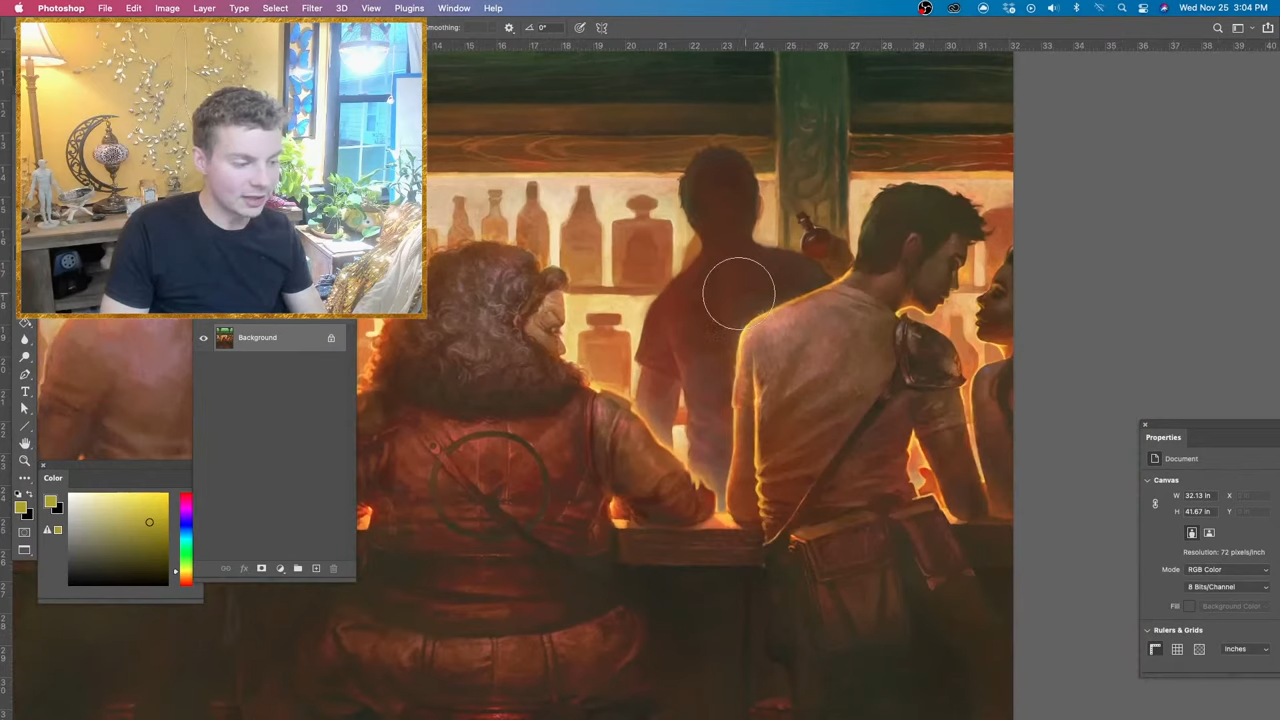 Photoshop File Edit Image Layer Type Select Filter 3D View Plugins Window Help Wed Nov 25 3:04 PM
Smoothing: 0°
14 15 16 17 18 19 20 21 22 23 24 25 26 27 28 29 30 31 32 33 34 35 36 37 38 39 40
Background
Color
Properties
Document
Canvas
W 32.13 in X
H 41.67 in Y
Resolution: 72 pixels/inch
Mode RGB Color
8 Bits/Channel
Fill Background Color
Rulers & Grids
Inches